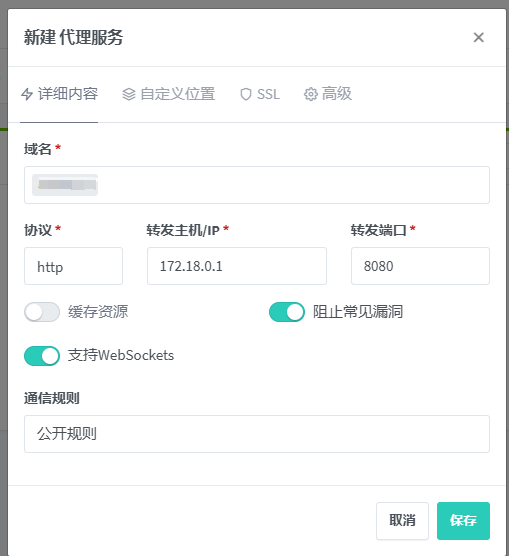 新建 代理服务
详细内容 自定义位置 SSL 高级
域名 *
协议 * 转发主机/IP * 转发端口 *
http 172.18.0.1 8080
缓存资源 阻止常见漏洞
支持WebSockets
通信规则
公开规则
取消 保存